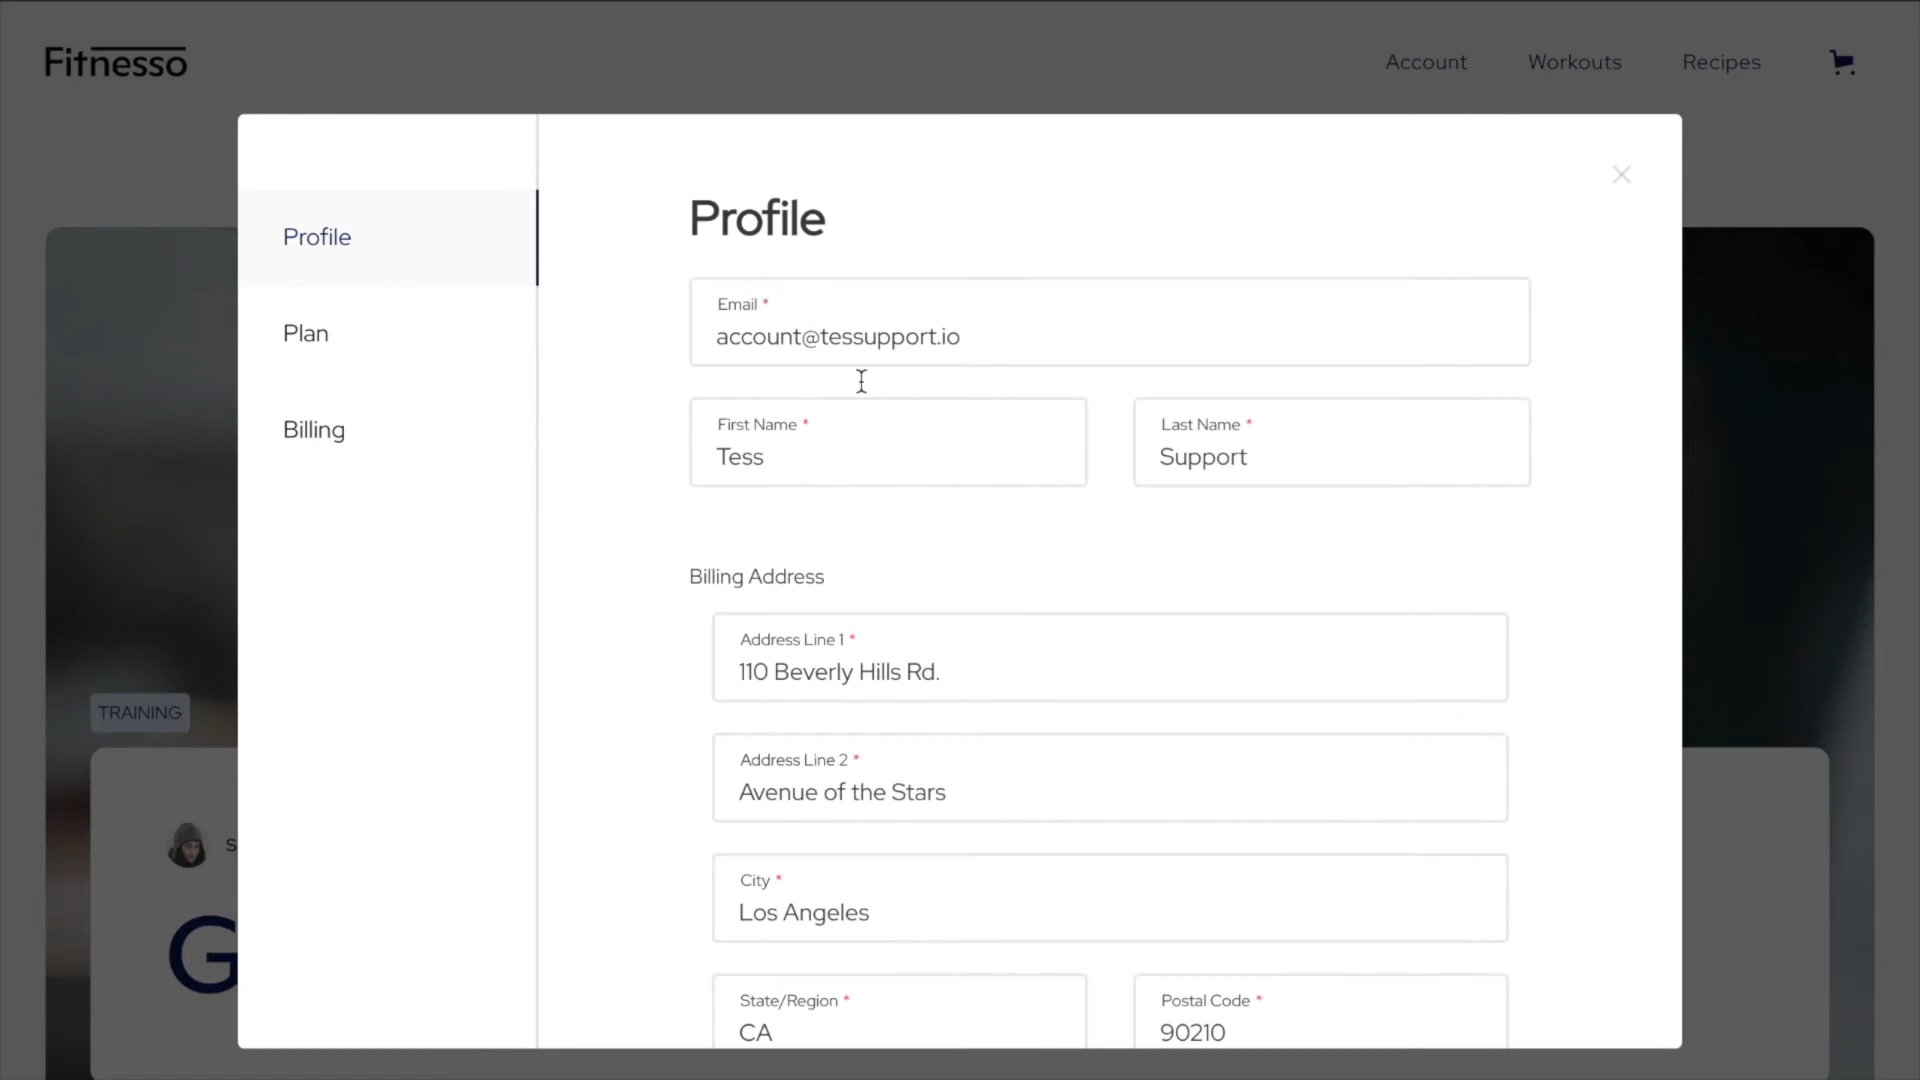 Fitnesso
Account
Workouts
Recipes
Profile
Plan
Billing
Profile
Email *
account@tessupport.io
First Name *
Tess
Last Name *
Support
Billing Address
Address Line 1 *
110 Beverly Hills Rd.
Address Line 2 *
Avenue of the Stars
City *
Los Angeles
State/Region *
CA
Postal Code *
90210
TRAINING
S
G